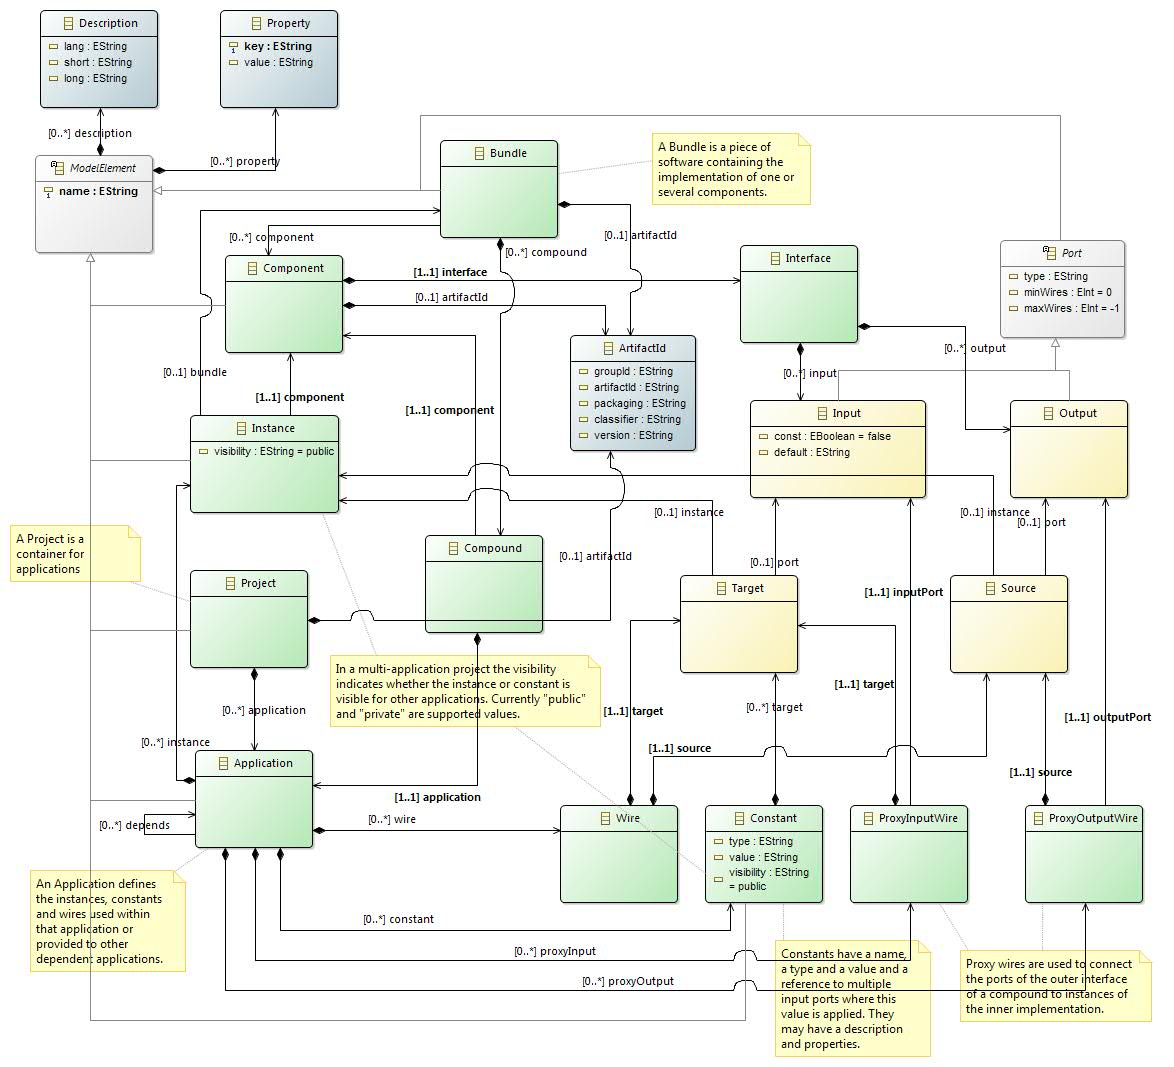 Description
lang : EString
short : EString
long : EString
Property
key : EString
value : EString
[0..*] description
[0..*] property
ModelElement
name : EString
Bundle
A Bundle is a piece of
software containing the
implementation of one or
several components.
[0..*] component
[0..*] compound
[0..1] artifactId
Component
[1..1] interface
[0..1] artifactId
Interface
Port
type : EString
minWires : EInt = 0
maxWires : EInt = -1
[0..*] output
[0..*] input
ArtifactId
groupId : EString
artifactId : EString
packaging : EString
classifier : EString
version : EString
[0..1] bundle
[1..1] component
[1..1] component
Instance
visibility : EString = public
Input
const : EBoolean = false
default : EString
Output
[0..1] instance
[0..1] instance
[0..1] port
A Project is a
container for
applications
Compound
[0..1] artifactId
[0..1] port
Project
Target
[1..1] inputPort
Source
In a multi-application project the visibility
indicates whether the instance or constant is
visible for other applications. Currently "public"
and "private" are supported values.
[1..1] target
[0..*] application
[1..1] target
[0..*] target
[1..1] outputPort
[0..*] instance
[1..1] source
[1..1] source
Application
[1..1] application
[0..*] depends
[0..*] wire
Wire
Constant
type : EString
value : EString
visibility : EString
= public
ProxyInputWire
ProxyOutputWire
An Application defines
the instances, constants
and wires used within
that application or
provided to other
dependent applications.
[0..*] constant
[0..*] proxyInput
[0..*] proxyOutput
Constants have a name,
a type and a value and a
reference to multiple
input ports where this
value is applied. They
may have a description
and properties.
Proxy wires are used to connect
the ports of the outer interface
of a compound to instances of
the inner implementation.